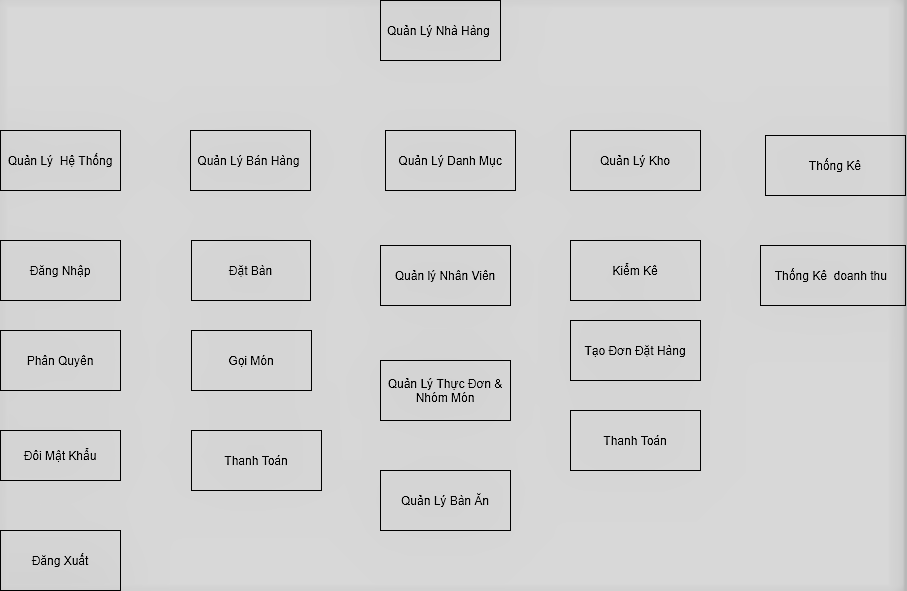 Quản Lý Nhà Hàng
Quản Lý Hệ Thống
Quản Lý Bán Hàng
Quản Lý Danh Mục
Quản Lý Kho
Thống Kê
Đăng Nhập
Đặt Bàn
Quản lý Nhân Viên
Kiểm Kê
Thống Kê doanh thu
Phân Quyên
Gọi Món
Tạo Đơn Đặt Hàng
Quản Lý Thực Đơn &
Nhóm Món
Đổi Mật Khẩu
Thanh Toán
Thanh Toán
Quản Lý Bàn Ăn
Đăng Xuất